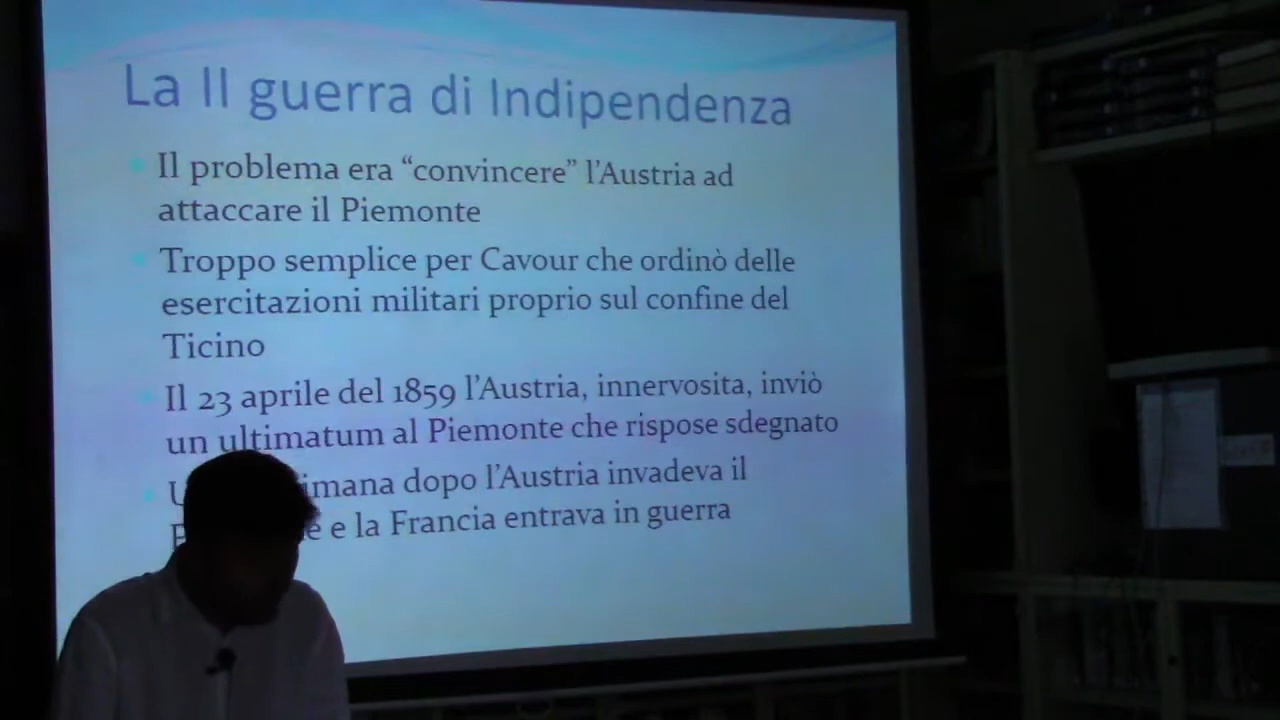 La II guerra di Indipendenza
Il problema era “convincere” l’Austria ad
attaccare il Piemonte
Troppo semplice per Cavour che ordinò delle
esercitazioni militari proprio sul confine del
Ticino
Il 23 aprile del 1859 l’Austria, innervosita, inviò
un ultimatum al Piemonte che rispose sdegnato
dopo l’Austria invadeva il
e la Francia entrava in guerra